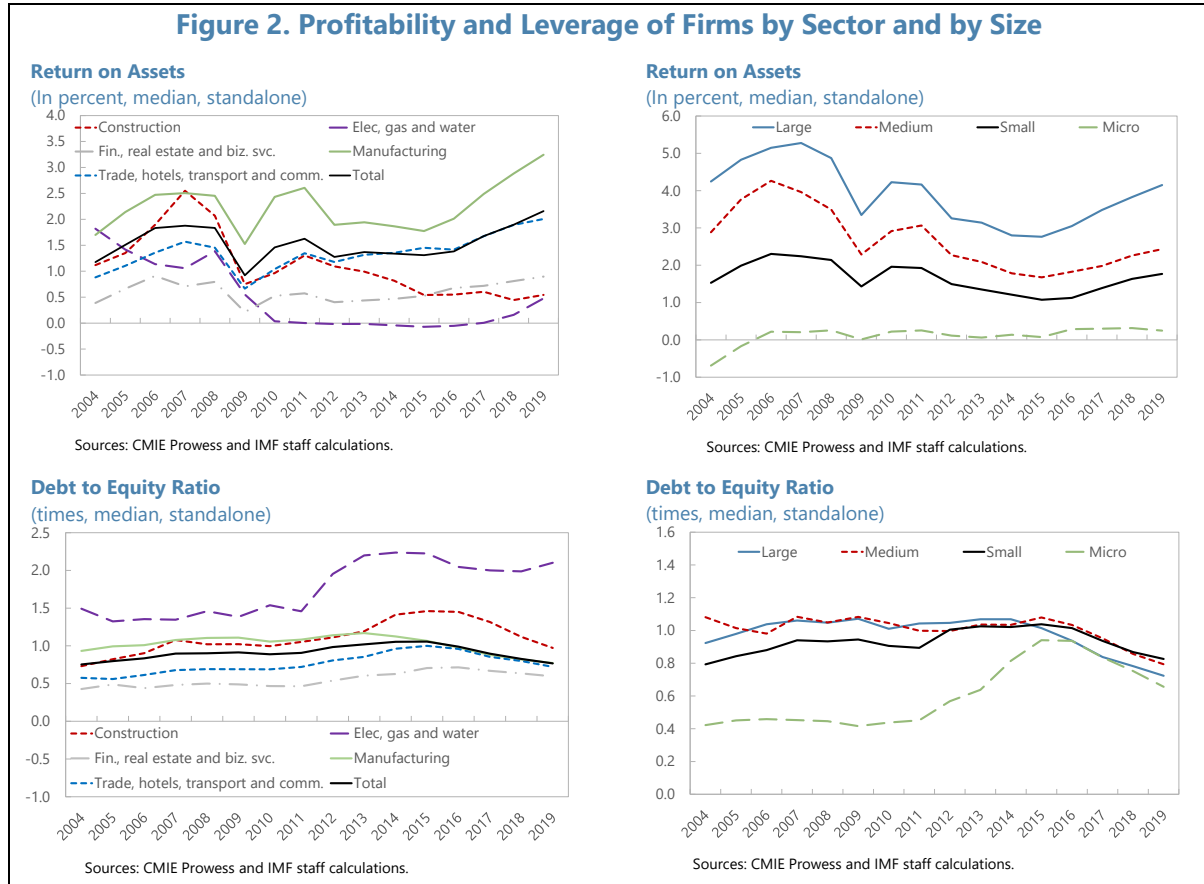 Figure 2. Profitability and Leverage of Firms by Sector and by Size
Return on Assets
(In percent, median, standalone)
4.0
3.5
3.0
2.5
2.0
1.5
1.0
0.5
0.0
-0.5
-1.0
Construction
Elec, gas and water
Fin., real estate and biz. svc.
Manufacturing
Trade, hotels, transport and comm.
Total
2004 2005 2006 2007 2008 2009 2010 2011 2012 2013 2014 2015 2016 2017 2018 2019
Sources: CMIE Prowess and IMF staff calculations.
Return on Assets
(In percent, median, standalone)
6.0
5.0
4.0
3.0
2.0
1.0
0.0
-1.0
Large Medium Small Micro
2004 2005 2006 2007 2008 2009 2010 2011 2012 2013 2014 2015 2016 2017 2018 2019
Sources: CMIE Prowess and IMF staff calculations.
Debt to Equity Ratio
(times, median, standalone)
2.5
2.0
1.5
1.0
0.5
0.0
-0.5
-1.0
Construction
Elec, gas and water
Fin., real estate and biz. svc.
Manufacturing
Trade, hotels, transport and comm.
Total
2004 2005 2006 2007 2008 2009 2010 2011 2012 2013 2014 2015 2016 2017 2018 2019
Sources: CMIE Prowess and IMF staff calculations.
Debt to Equity Ratio
(times, median, standalone)
1.6
1.4
1.2
1.0
0.8
0.6
0.4
0.2
0.0
Large Medium Small Micro
2004 2005 2006 2007 2008 2009 2010 2011 2012 2013 2014 2015 2016 2017 2018 2019
Sources: CMIE Prowess and IMF staff calculations.